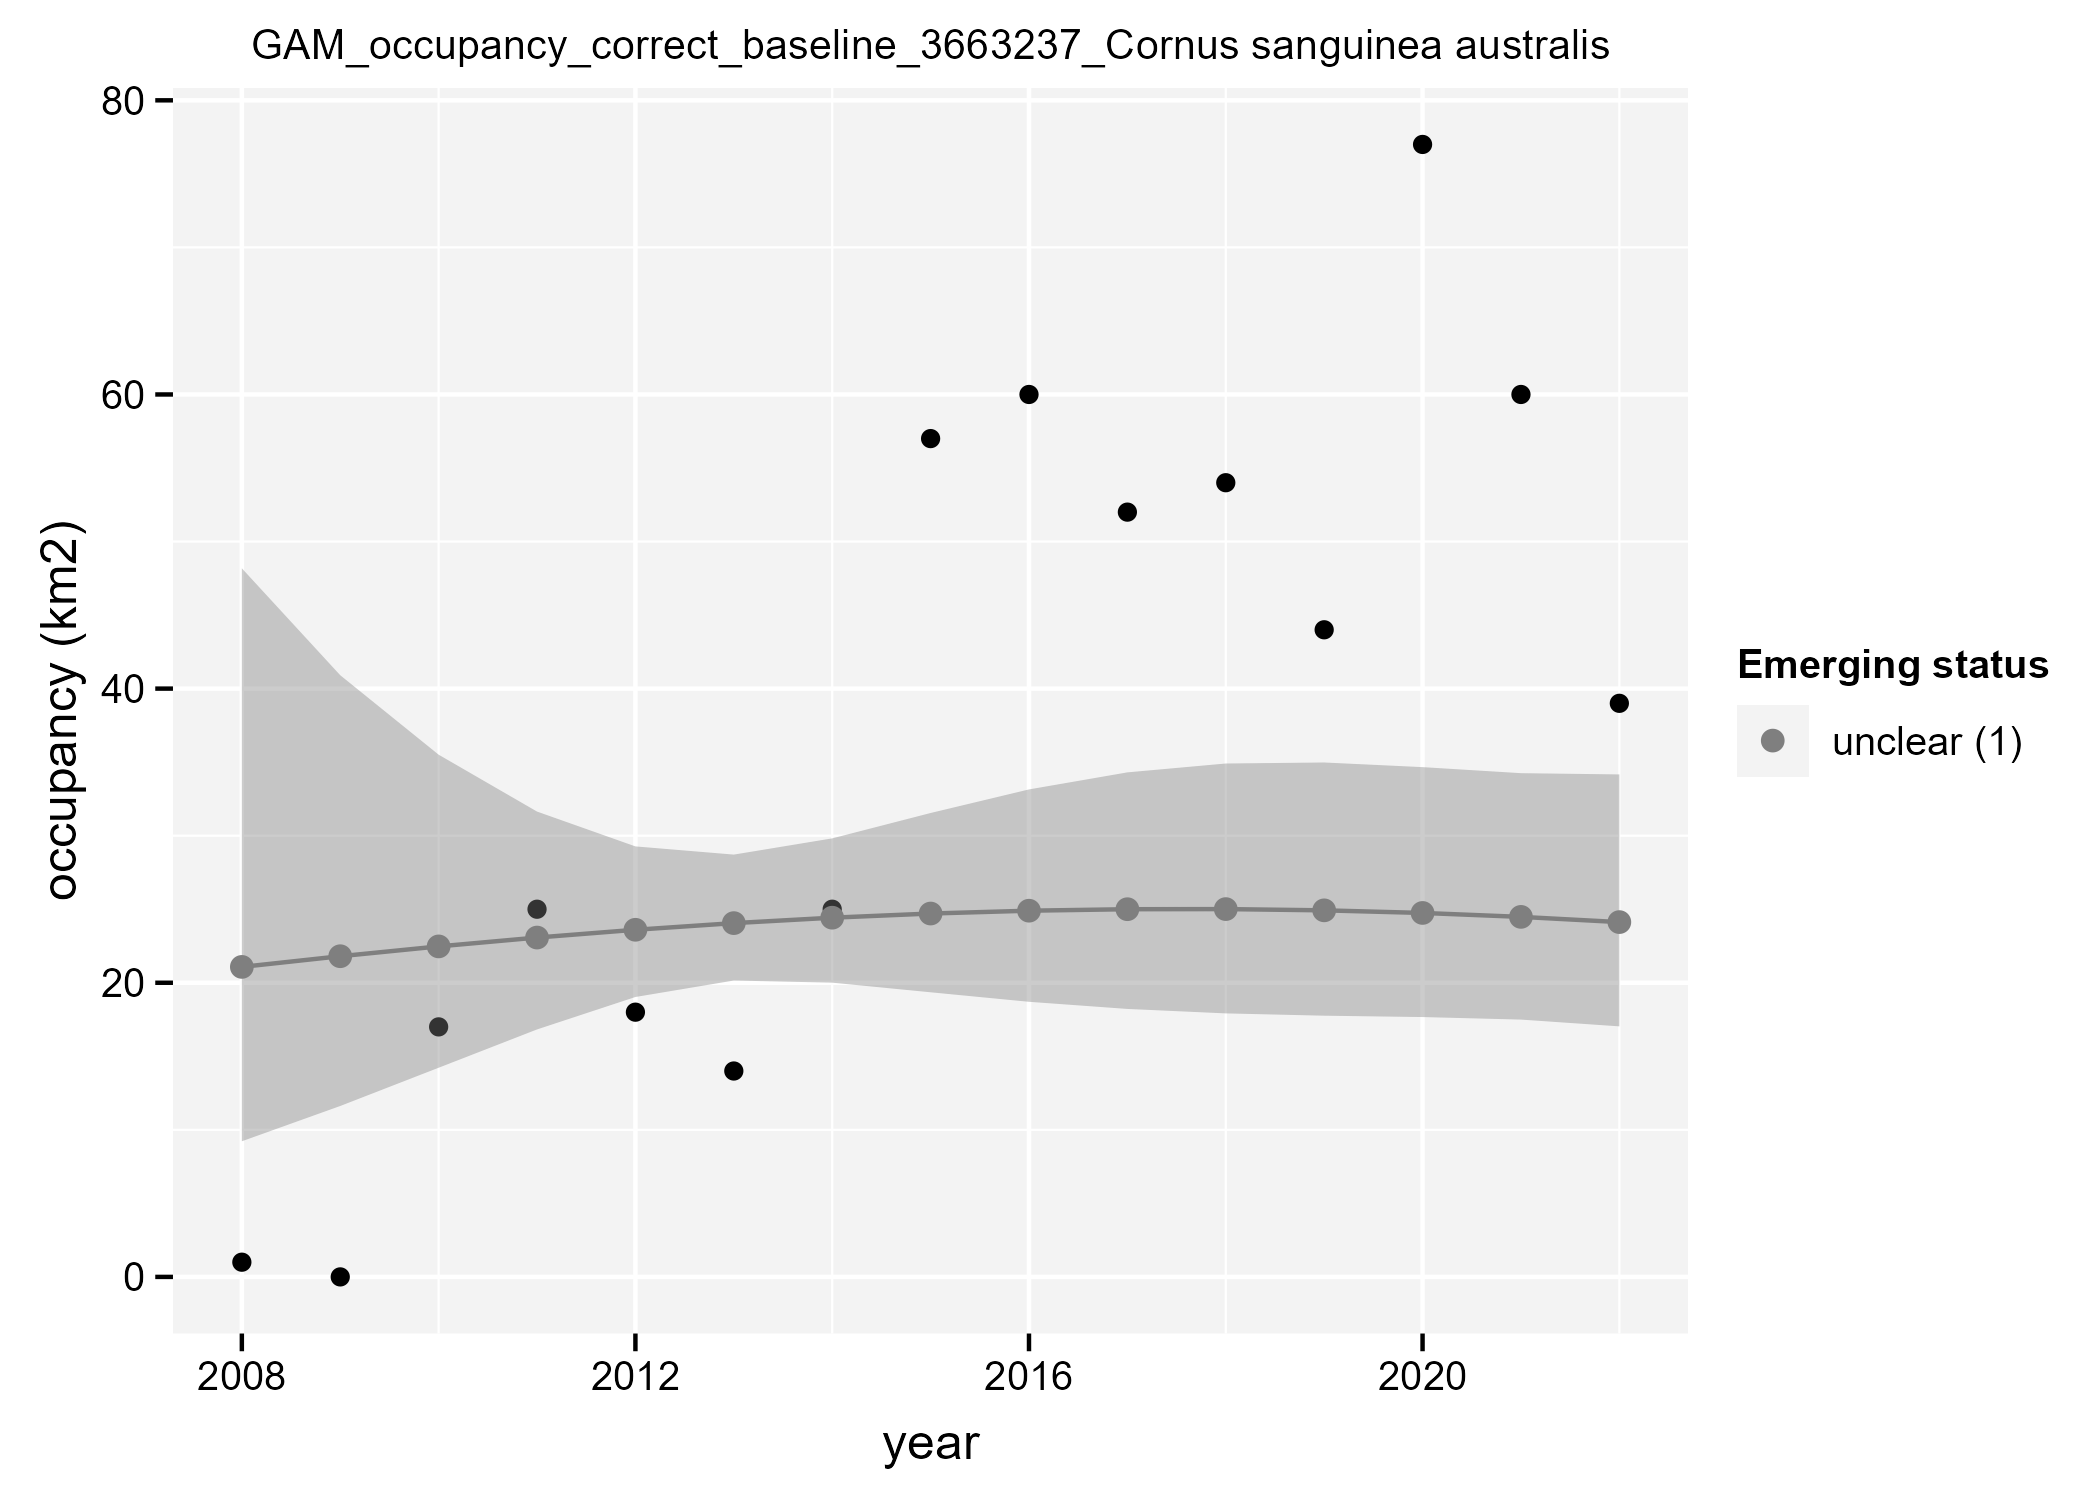 GAM_occupancy_correct_baseline_3663237_Cornus sanguinea australis
80
60
40
20
0
occupancy (km2)
2008 2012 2016 2020
year
Emerging status
unclear (1)